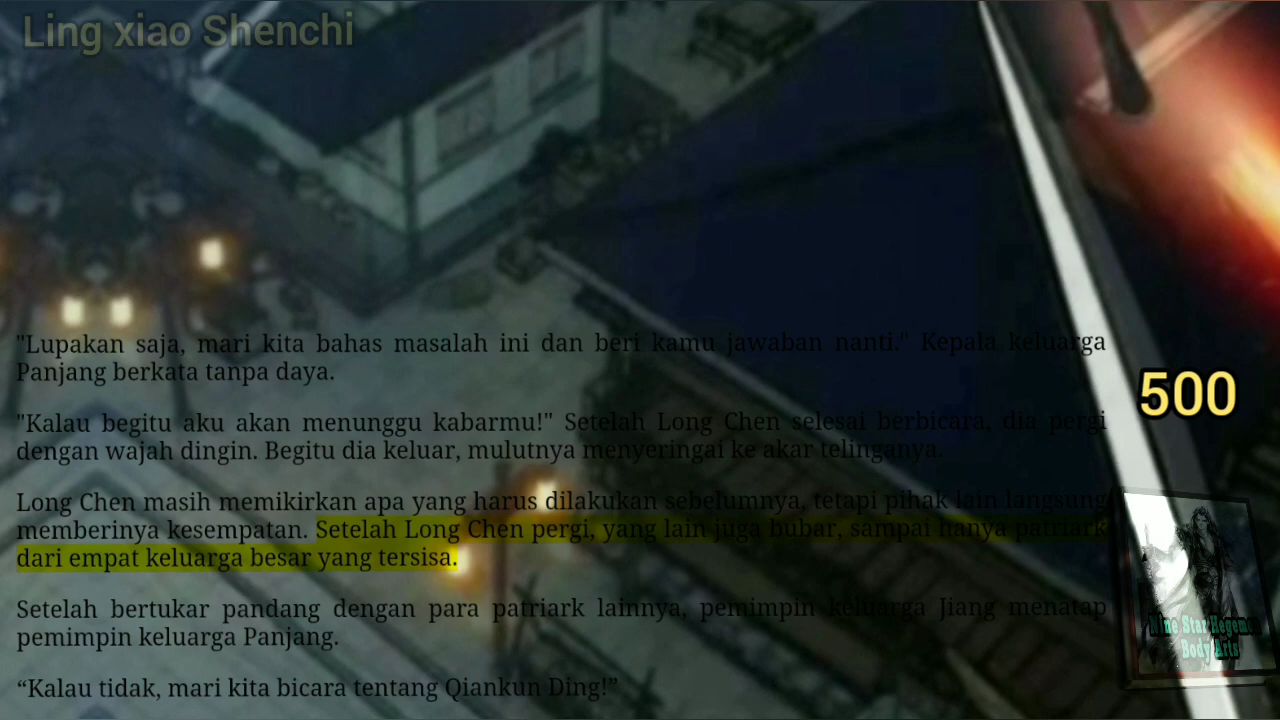 Ling xiao Shenchi
"Lupakan saja, mari kita bahas masalah ini dan beri kamu jawaban nanti." Kepala keluarga
Panjang berkata tanpa daya.
"Kalau begitu aku akan menunggu kabarmu!" Setelah Long Chen selesai berbicara, dia pergi
dengan wajah dingin. Begitu dia keluar, mulutnya menyeringai ke akar telinganya.
Long Chen masih memikirkan apa yang harus dilakukan sebelumnya, tetapi pihak lain langsung
memberinya kesempatan. Setelah Long Chen pergi, yang lain juga bubar, sampai hanya patriark
dari empat keluarga besar yang tersisa.
Setelah bertukar pandang dengan para patriark lainnya, pemimpin keluarga Jiang menatap
pemimpin keluarga Panjang.
“Kalau tidak, mari kita bicara tentang Qiankun Ding!”
500
Nine Star
Body Arts